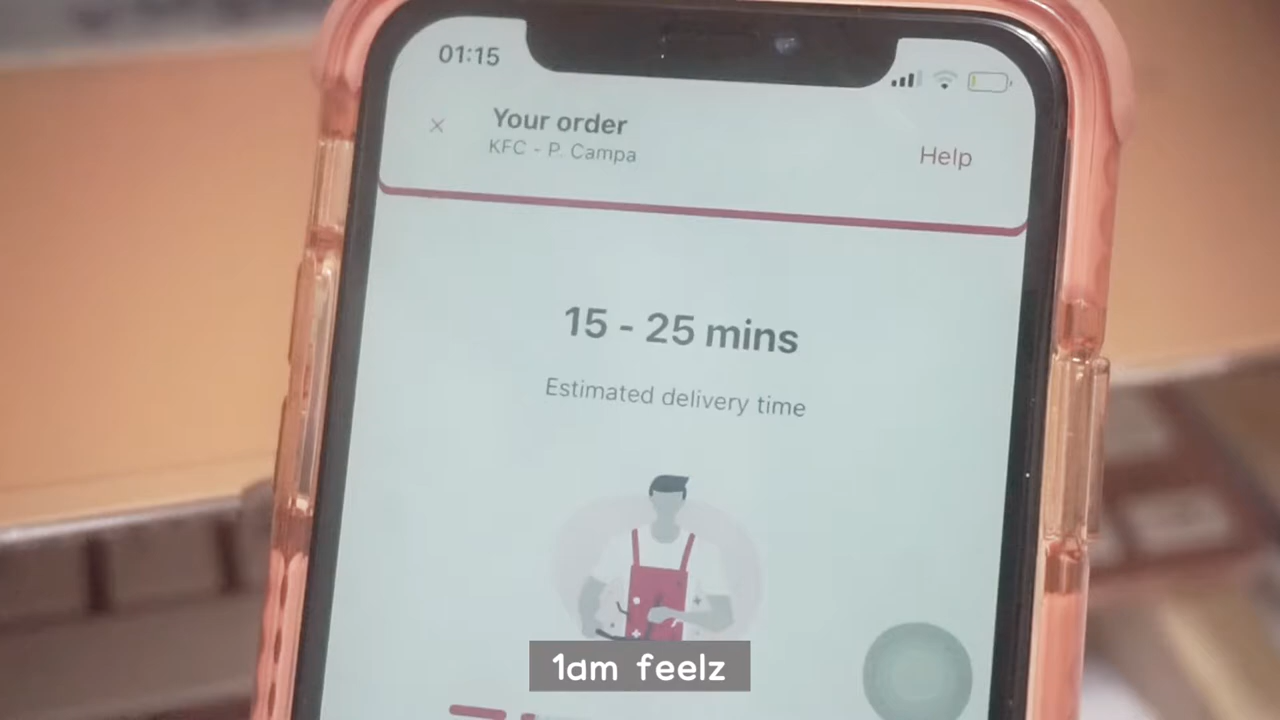 01:15
Your order
KFC - P. Campa
Help
15 - 25 mins
Estimated delivery time
1am feelz